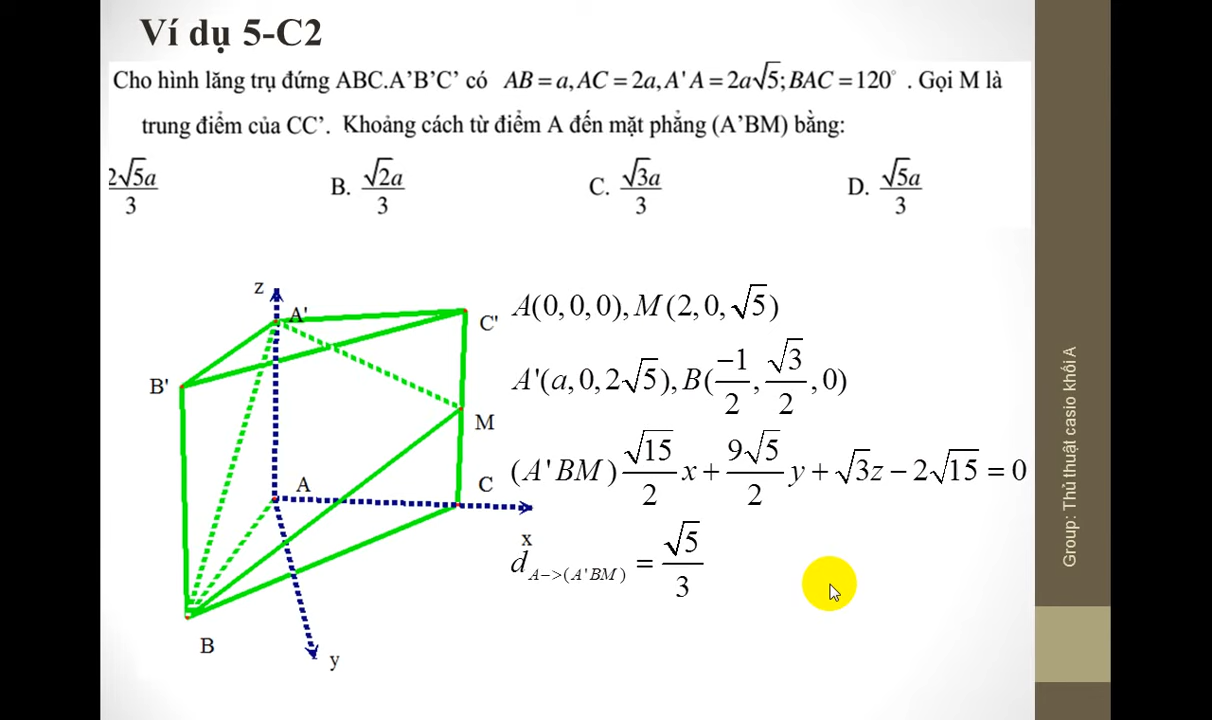 Ví dụ 5-C2
Cho hình lăng trụ đứng ABC.A’B’C’ có AB = a, AC = 2a, A'A = 2a√5; BAC = 120° . Gọi M là
trung điểm của CC’. Khoảng cách từ điểm A đến mặt phẳng (A’BM) bằng:
2√5a/3 B. √2a/3 C. √3a/3 D. √5a/3
z
A'
C'
B'
M
A
C
x
B
y
A(0,0,0), M(2,0,√5)
A'(a,0,2√5), B(-1/2, √3/2, 0)
(A'BM) √15/2 x + 9√5/2 y + √3z − 2√15 = 0
d A−>(A'BM) = √5/3
Group: Thủ thuật casio khối A